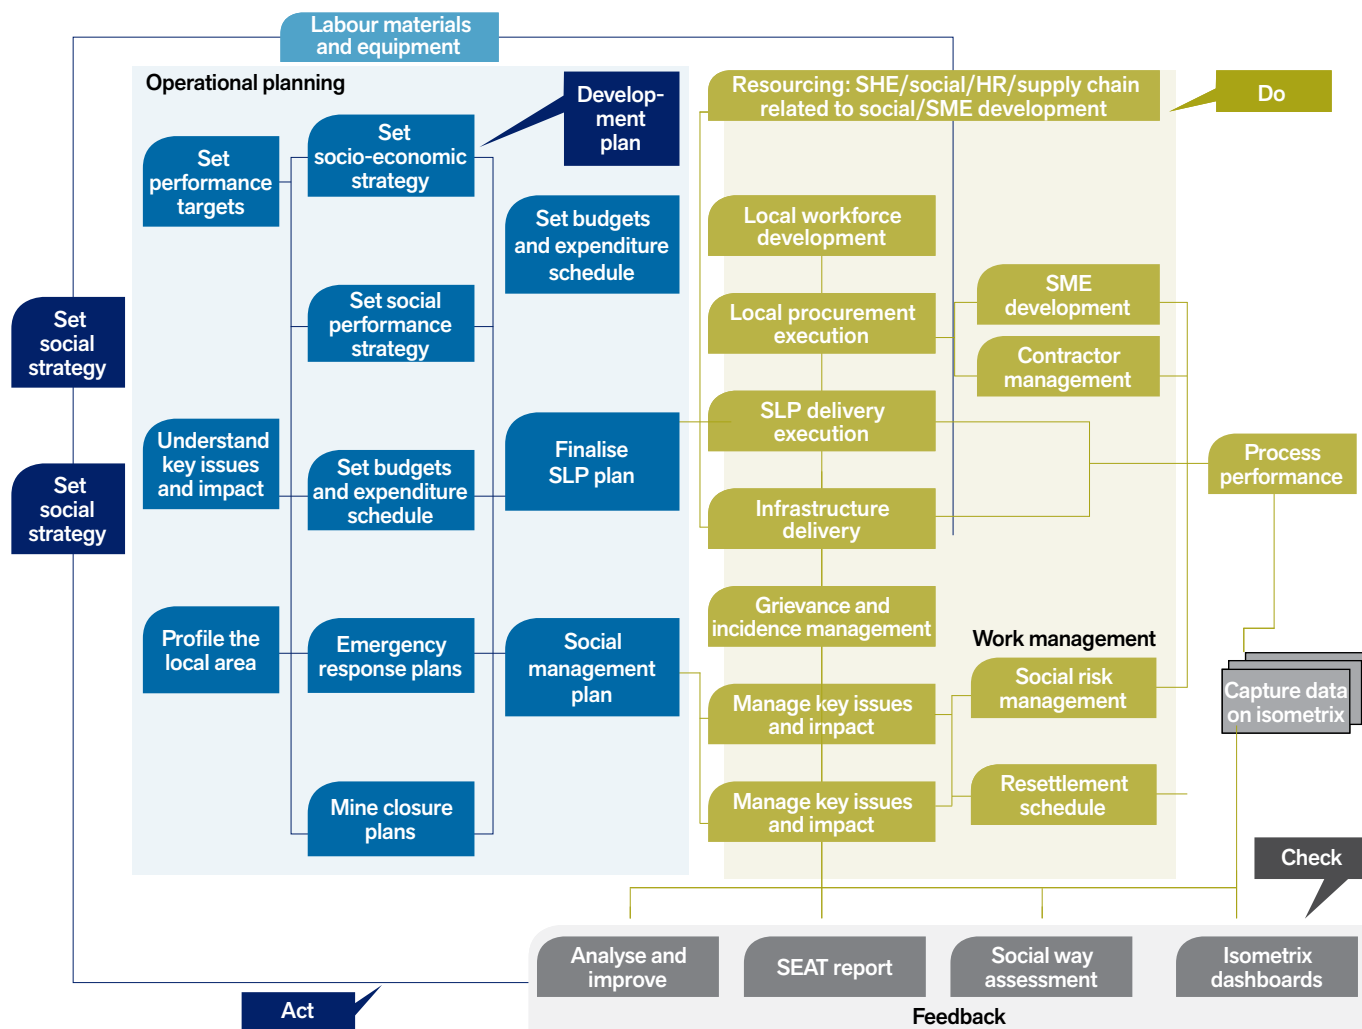 Labour materials
and equipment
Operational planning
Develop-
ment
plan
Resourcing: SHE/social/HR/supply chain
related to social/SME development
Do
Set
performance
targets
Set
socio-economic
strategy
Set budgets
and expenditure
schedule
Local workforce
development
Set
social
strategy
Set social
performance
strategy
Local procurement
execution
SME
development
Contractor
management
Understand
key issues
and impact
Set
social
strategy
Set budgets
and expenditure
schedule
Finalise
SLP plan
SLP delivery
execution
Infrastructure
delivery
Process
performance
Profile the
local area
Emergency
response plans
Social
management
plan
Grievance and
incidence management
Work management
Manage key issues
and impact
Social risk
management
Capture data
on isometrix
Mine closure
plans
Manage key issues
and impact
Resettlement
schedule
Check
Analyse and
improve
SEAT report
Social way
assessment
Isometrix
dashboards
Act
Feedback